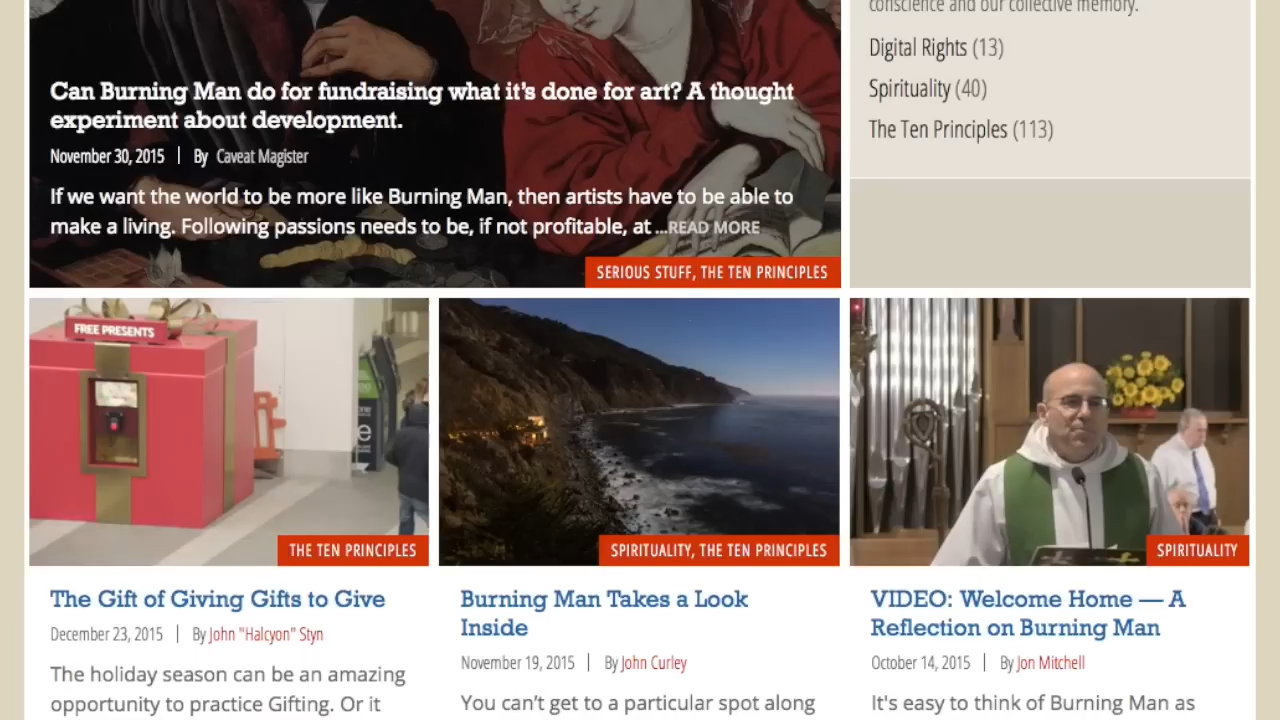 conscience and our collective memory.
Digital Rights (13)
Spirituality (40)
The Ten Principles (113)
Can Burning Man do for fundraising what it's done for art? A thought
experiment about development.
November 30, 2015 | By Caveat Magister
If we want the world to be more like Burning Man, then artists have to be able to
make a living. Following passions needs to be, if not profitable, at ...READ MORE
SERIOUS STUFF, THE TEN PRINCIPLES
FREE PRESENTS
THE TEN PRINCIPLES
The Gift of Giving Gifts to Give
December 23, 2015 | By John "Halcyon" Styn
The holiday season can be an amazing
opportunity to practice Gifting. Or it
SPIRITUALITY, THE TEN PRINCIPLES
Burning Man Takes a Look
Inside
November 19, 2015 | By John Curley
You can't get to a particular spot along
SPIRITUALITY
VIDEO: Welcome Home — A
Reflection on Burning Man
October 14, 2015 | By Jon Mitchell
It's easy to think of Burning Man as